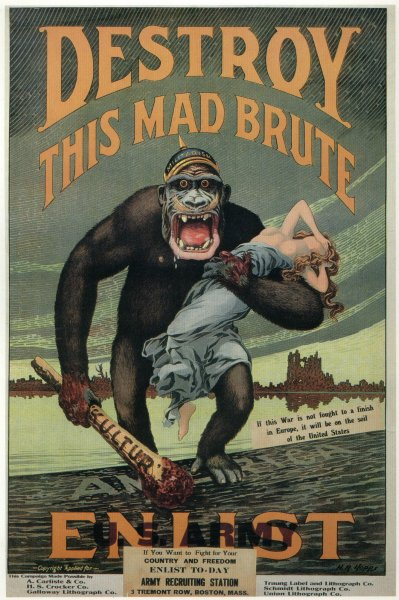 DESTROY
THIS MAD BRUTE
KULTUR
If this War is not fought to a finish
in Europe, it will be on the soil
of the United States
ENLIST
U.S. ARMY
—Copyright Applied for—
H.R. HOPPS
This Campaign Made Possible by
A. Carlisle & Co.
H. S. Crocker Co.
Galloway Lithograph Co.
If You Want to Fight for Your
COUNTRY AND FREEDOM
ENLIST TO-DAY
ARMY RECRUITING STATION
3 TREMONT ROW, BOSTON, MASS.
Traung Label and Lithograph Co.
Schmidt Lithograph Co.
Union Lithograph Co.